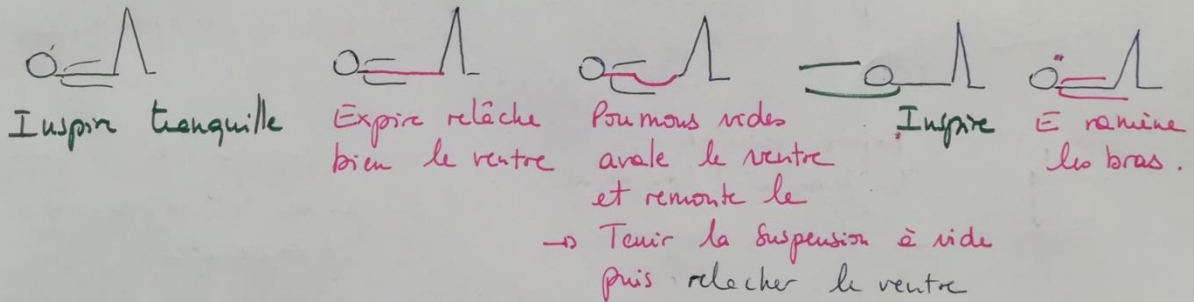 Inspire tranquille
Expire relâche
bien le ventre
Poumons vides
avale le ventre
et remonte le
→ Tenir la suspension à vide
puis relacher le ventre
Inspire
E ramène
les bras.